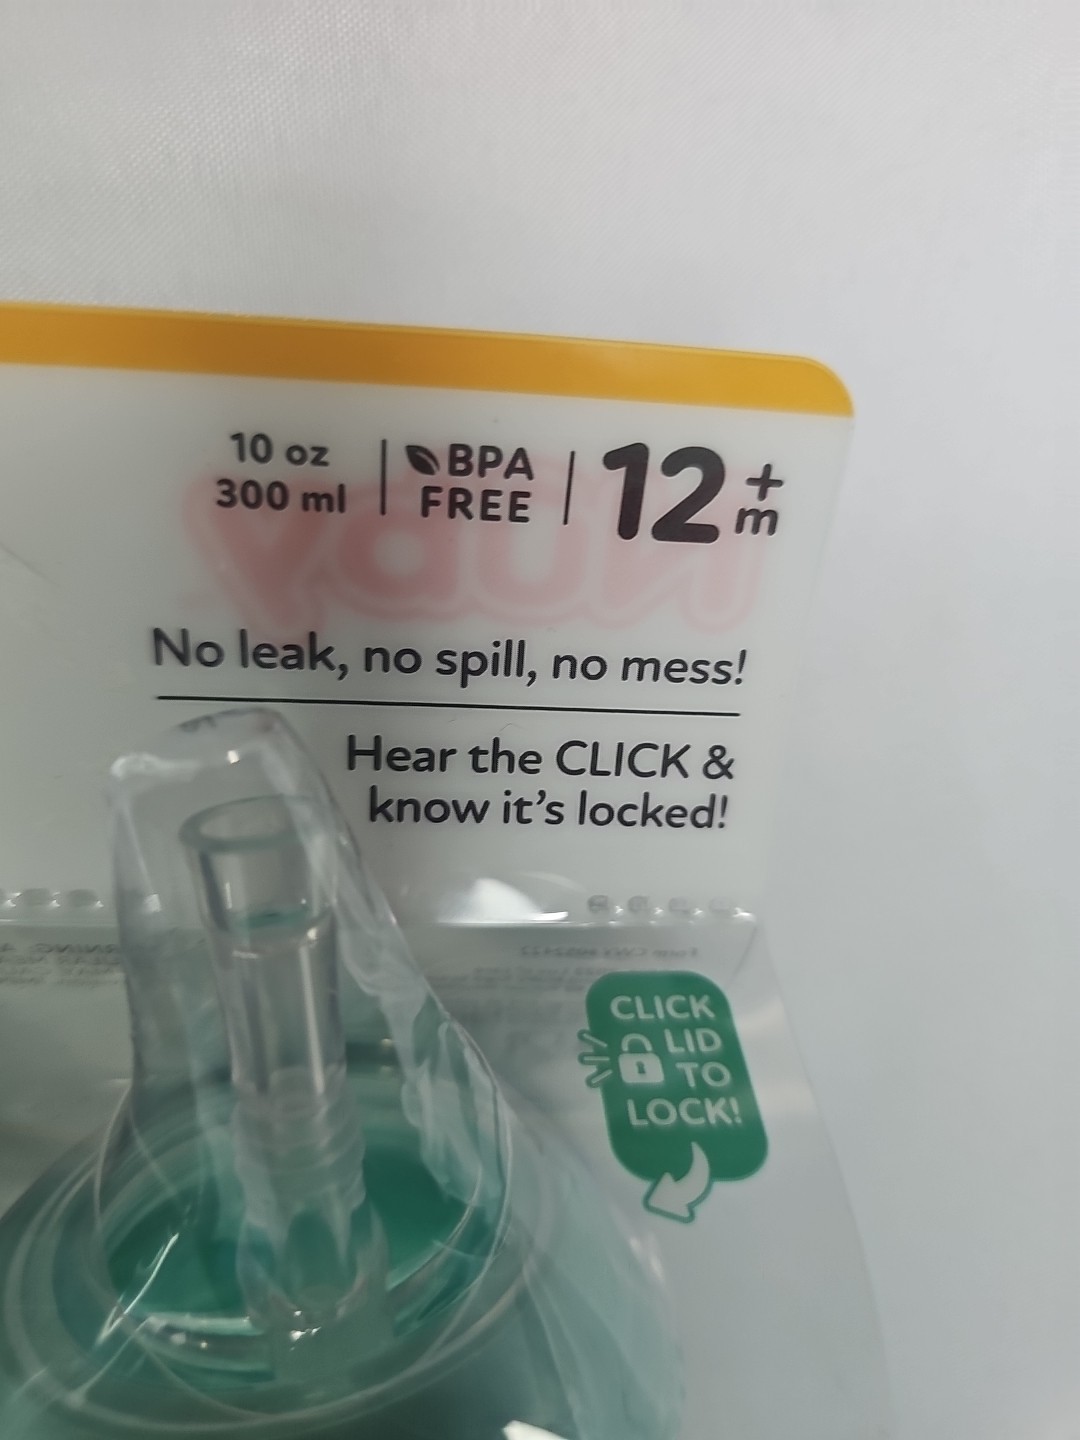 10 oz
300 ml
BPA
FREE
12+
m
Nuby
No leak, no spill, no mess!
Hear the CLICK &
know it's locked!
CLICK
LID
TO
LOCK!